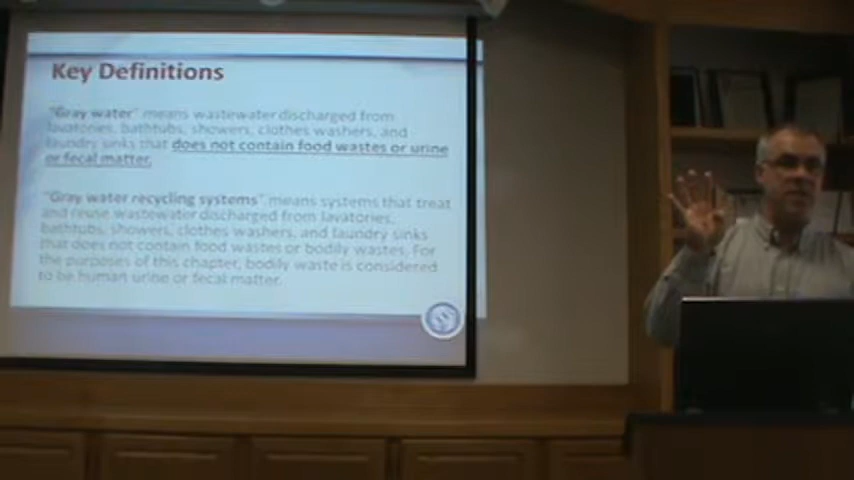 Key Definitions
"Gray water" means wastewater discharged from
lavatories, bathtubs, showers, clothes washers, and
laundry sinks that does not contain food wastes or urine
or fecal matter.
"Gray water recycling systems" means systems that treat
and reuse wastewater discharged from lavatories,
bathtubs, showers, clothes washers, and laundry sinks
that does not contain food wastes or bodily wastes. For
the purposes of this chapter, bodily waste is considered
to be human urine or fecal matter.